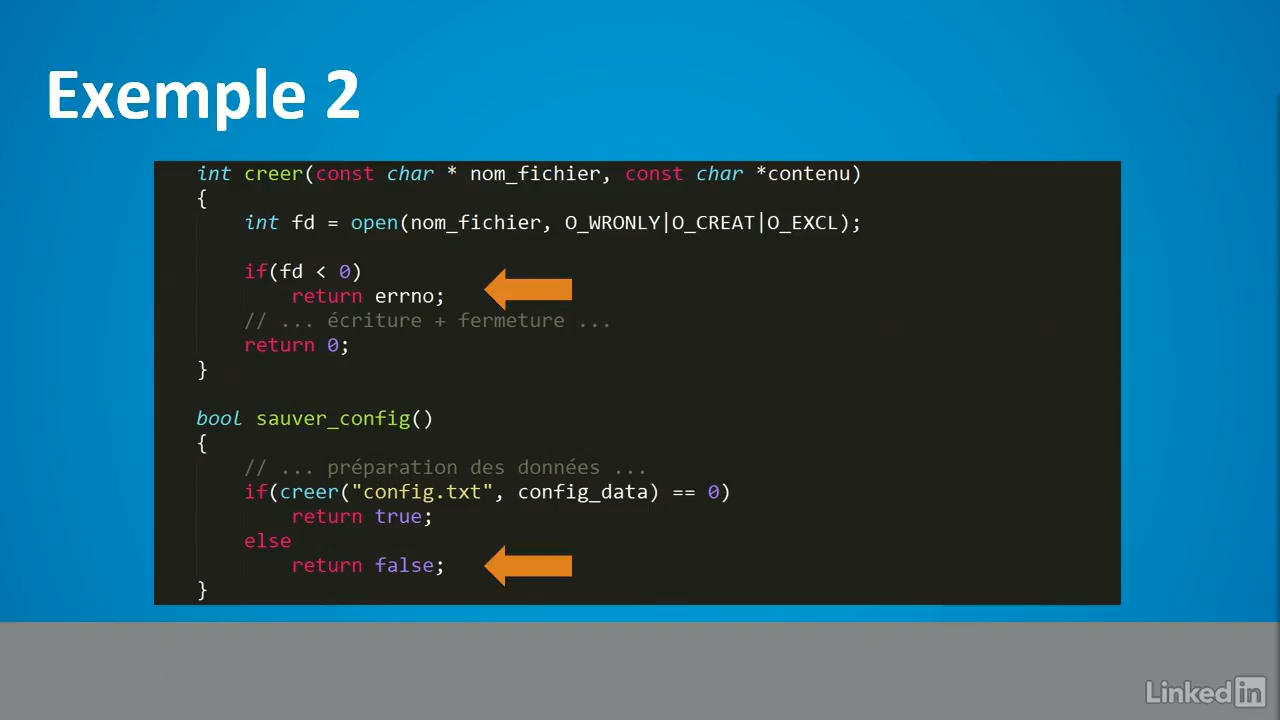 Exemple 2
int creer(const char * nom_fichier, const char *contenu)
{
int fd = open(nom_fichier, O_WRONLY|O_CREAT|O_EXCL);
if(fd < 0)
return errno;
// ... écriture + fermeture ...
return 0;
}
bool sauver_config()
{
// ... préparation des données ...
if(creer("config.txt", config_data) == 0)
return true;
else
return false;
}
LinkedIn